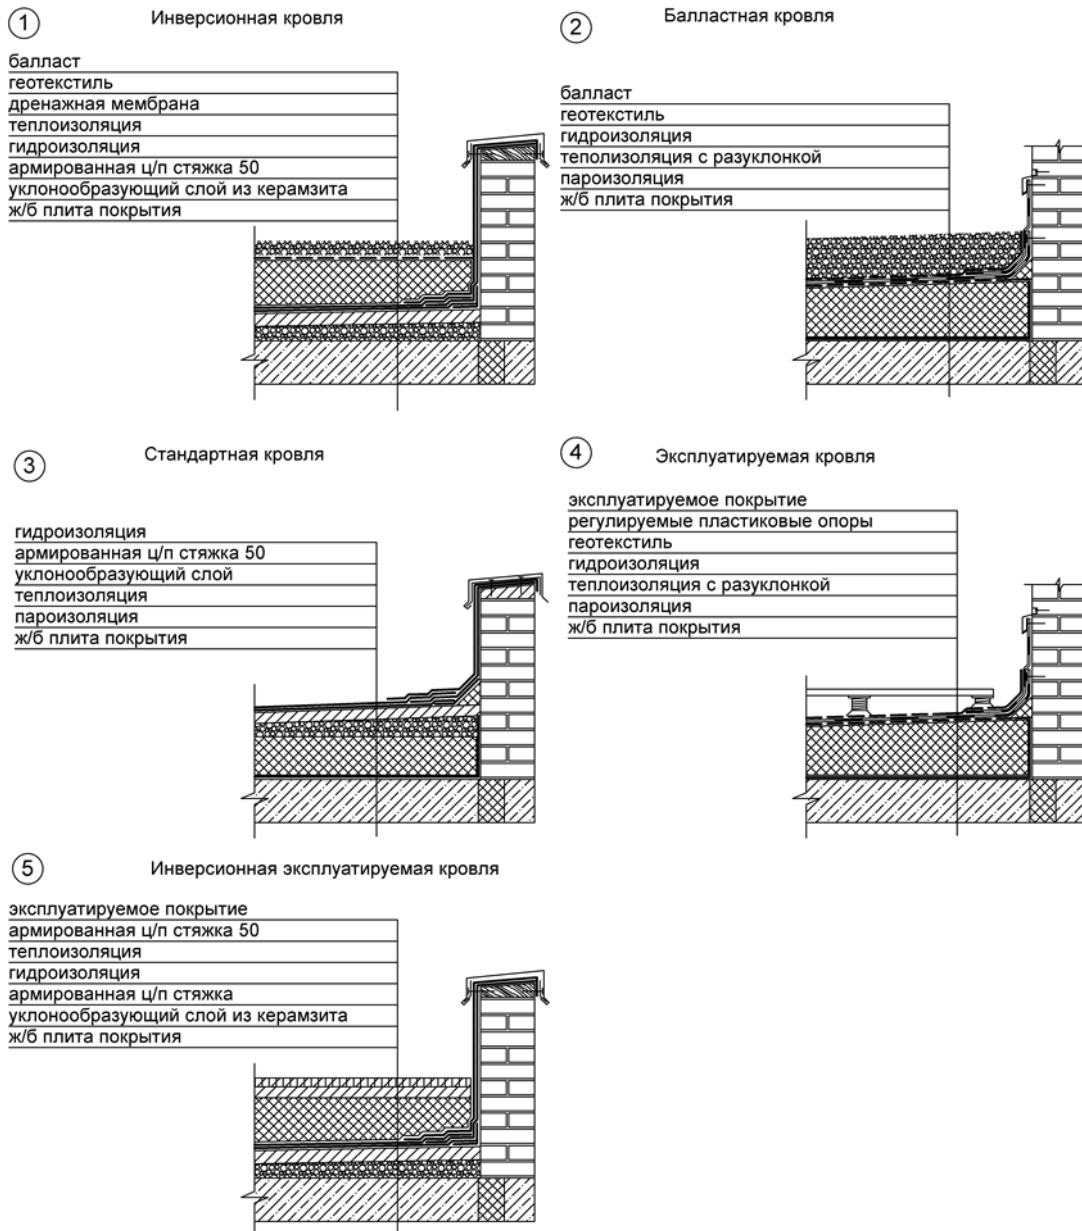 1
Инверсионная кровля
балласт
геотекстиль
дренажная мембрана
теплоизоляция
гидроизоляция
армированная ц/п стяжка 50
уклонообразующий слой из керамзита
ж/б плита покрытия
2
Балластная кровля
балласт
геотекстиль
гидроизоляция
теполизоляция с разуклонкой
пароизоляция
ж/б плита покрытия
3
Стандартная кровля
гидроизоляция
армированная ц/п стяжка 50
уклонообразующий слой
теплоизоляция
пароизоляция
ж/б плита покрытия
4
Эксплуатируемая кровля
эксплуатируемое покрытие
регулируемые пластиковые опоры
геотекстиль
гидроизоляция
теплоизоляция с разуклонкой
пароизоляция
ж/б плита покрытия
5
Инверсионная эксплуатируемая кровля
эксплуатируемое покрытие
армированная ц/п стяжка 50
теплоизоляция
гидроизоляция
армированная ц/п стяжка
уклонообразующий слой из керамзита
ж/б плита покрытия